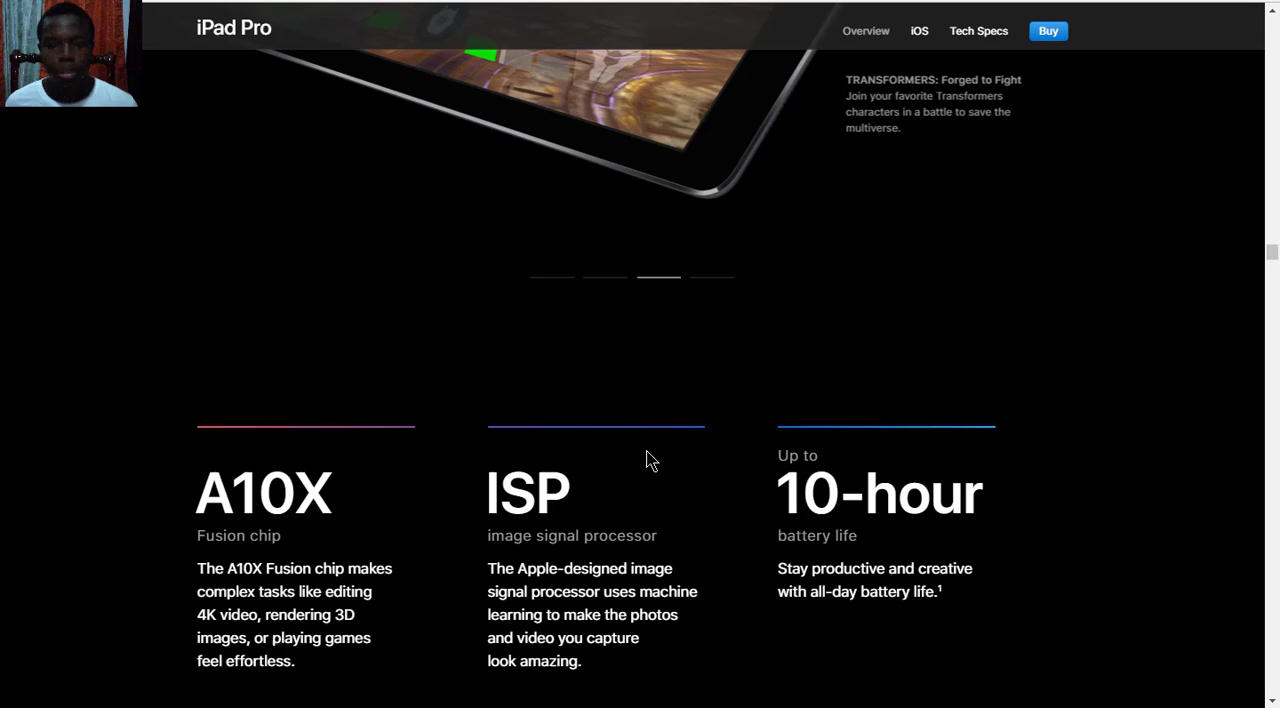 iPad Pro
Overview
iOS
Tech Specs
Buy
TRANSFORMERS: Forged to Fight
Join your favorite Transformers
characters in a battle to save the
multiverse.
A10X
Fusion chip
The A10X Fusion chip makes
complex tasks like editing
4K video, rendering 3D
images, or playing games
feel effortless.
ISP
image signal processor
The Apple-designed image
signal processor uses machine
learning to make the photos
and video you capture
look amazing.
Up to
10-hour
battery life
Stay productive and creative
with all-day battery life.¹